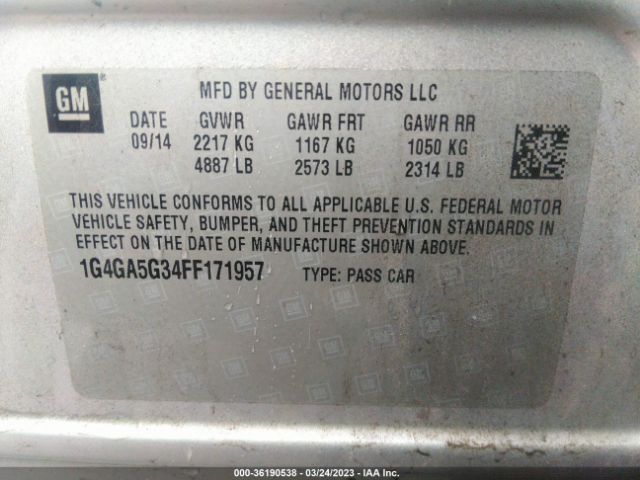 GM
MFD BY GENERAL MOTORS LLC
DATE GVWR GAWR FRT GAWR RR
09/14 2217 KG 1167 KG 1050 KG
4887 LB 2573 LB 2314 LB
THIS VEHICLE CONFORMS TO ALL APPLICABLE U.S. FEDERAL MOTOR
VEHICLE SAFETY, BUMPER, AND THEFT PREVENTION STANDARDS IN
EFFECT ON THE DATE OF MANUFACTURE SHOWN ABOVE.
1G4GA5G34FF171957 TYPE: PASS CAR
000-36190538 - 03/24/2023 - IAA Inc.